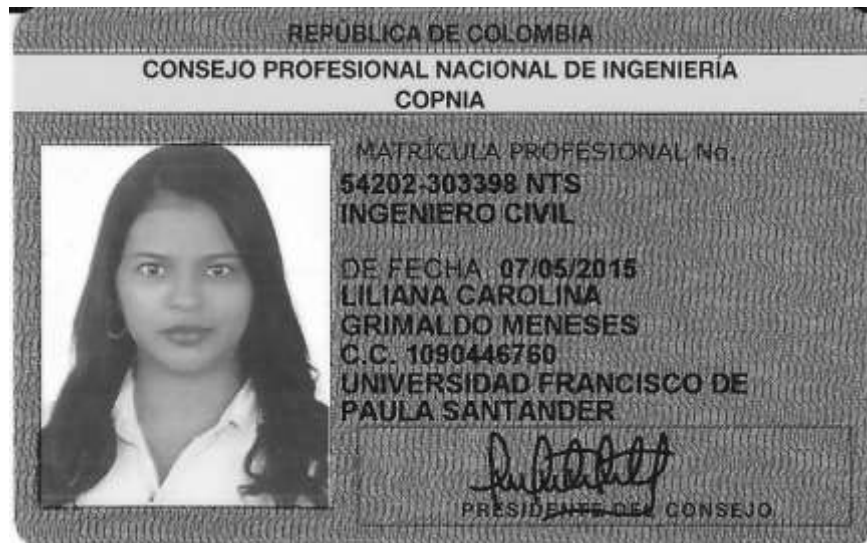 REPÚBLICA DE COLOMBIA
CONSEJO PROFESIONAL NACIONAL DE INGENIERÍA
COPNIA
MATRÍCULA PROFESIONAL No.
54202-303398 NTS
INGENIERO CIVIL
DE FECHA 07/05/2015
LILIANA CAROLINA
GRIMALDO MENESES
C.C. 1090446760
UNIVERSIDAD FRANCISCO DE
PAULA SANTANDER
PRESIDENTE DEL CONSEJO